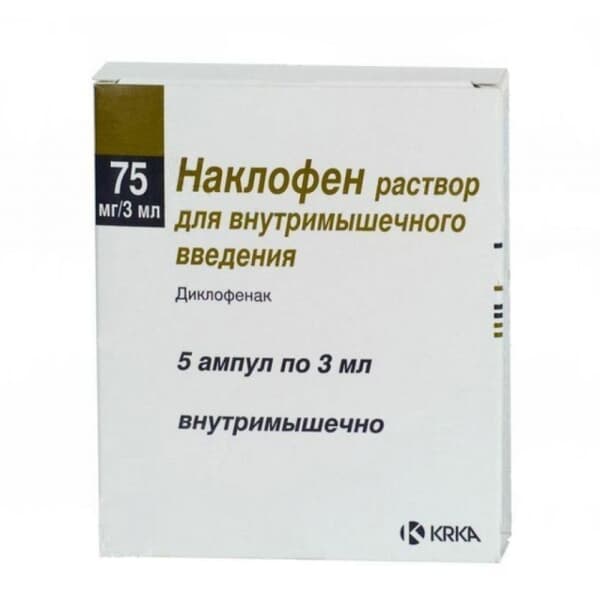 75
мг/3 мл
Наклофен раствор
для внутримышечного
введения
Диклофенак
5 ампул по 3 мл
внутримышечно
KRKA